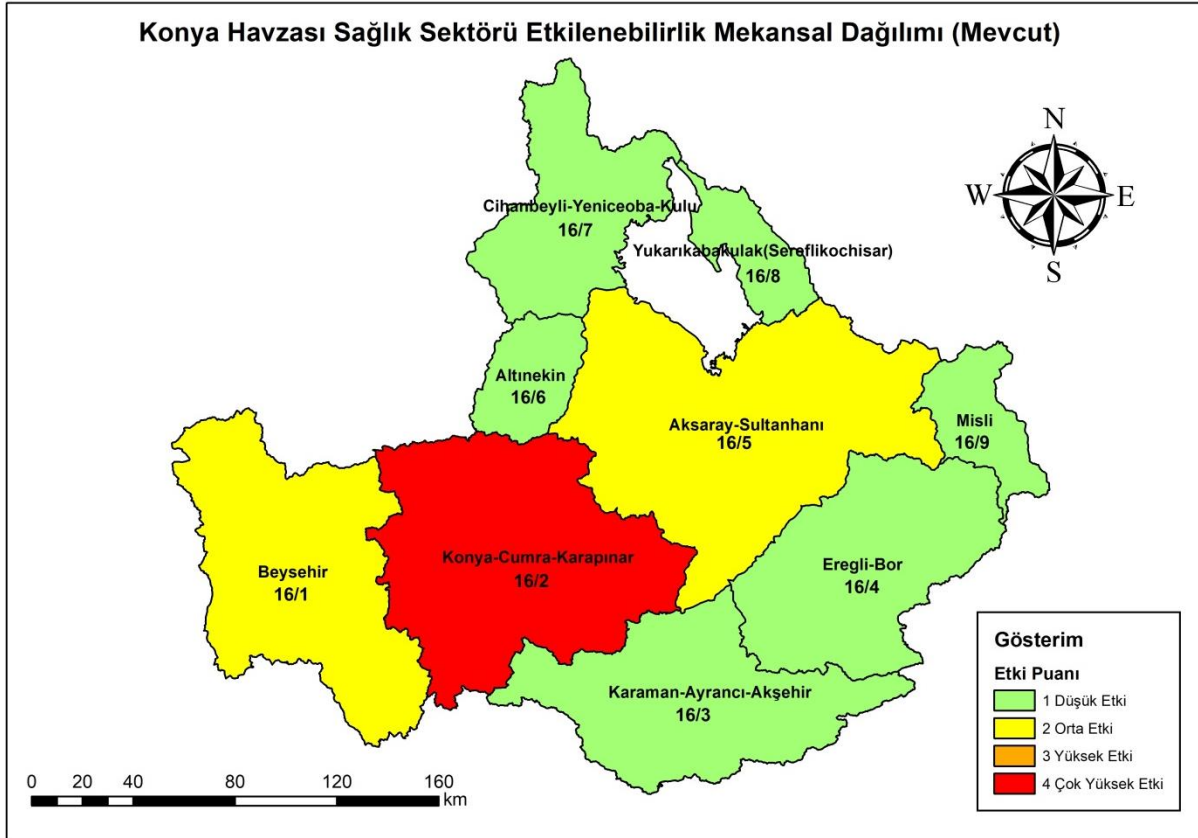 Konya Havzası Sağlık Sektörü Etkilenebilirlik Mekansal Dağılımı (Mevcut)
N
W
E
S
Cihanbeyli-Yeniceoba-Kulu
16/7
Yukarıkabakulak(Sereflikochisar)
16/8
Altınekin
16/6
Aksaray-Sultanhanı
16/5
Misli
16/9
Beysehir
16/1
Konya-Cumra-Karapınar
16/2
Eregli-Bor
16/4
Karaman-Ayrancı-Akşehir
16/3
Gösterim
Etki Puanı
1 Düşük Etki
2 Orta Etki
3 Yüksek Etki
4 Çok Yüksek Etki
0 20 40 80 120 160
km